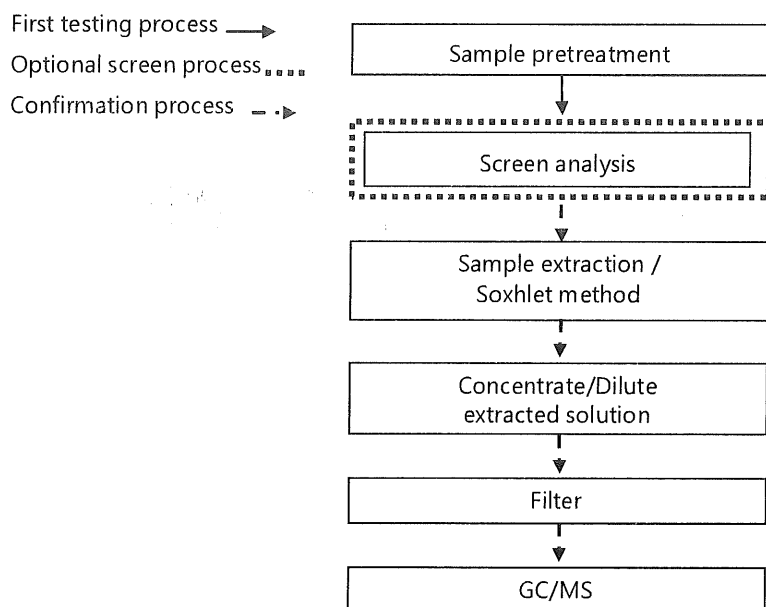 First testing process
Optional screen process
Confirmation process
Sample pretreatment
Screen analysis
Sample extraction /
Soxhlet method
Concentrate/Dilute
extracted solution
Filter
GC/MS